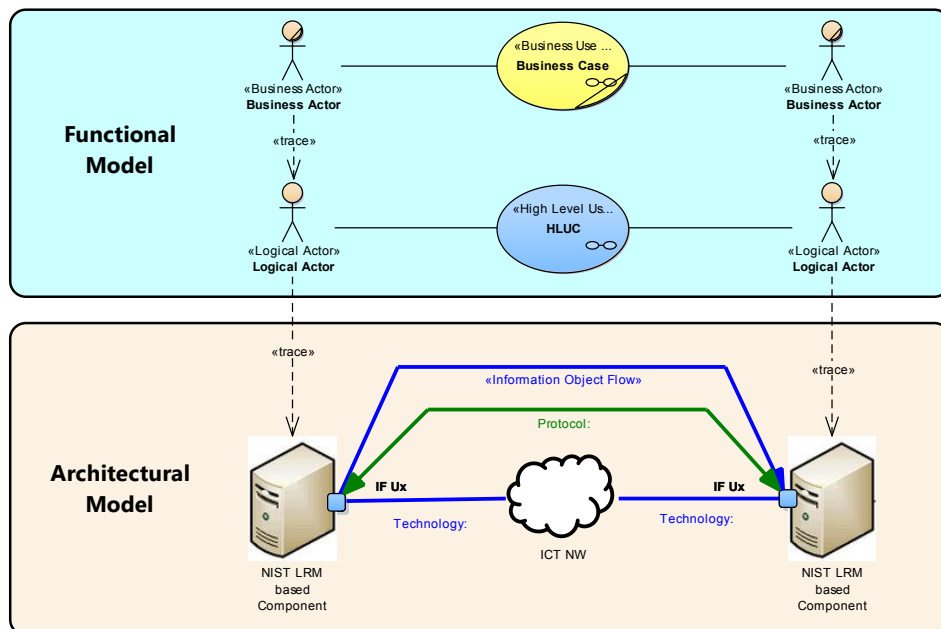 «Business Use ...
Business Case
«Business Actor»
Business Actor
«Business Actor»
Business Actor
Functional
Model
«trace»
«trace»
«High Level Us...
HLUC
«Logical Actor»
Logical Actor
«Logical Actor»
Logical Actor
«trace»
«trace»
«Information Object Flow»
Protocol:
Architectural
Model
IF Ux
IF Ux
Technology:
Technology:
ICT NW
NIST LRM
based
Component
NIST LRM
based
Component